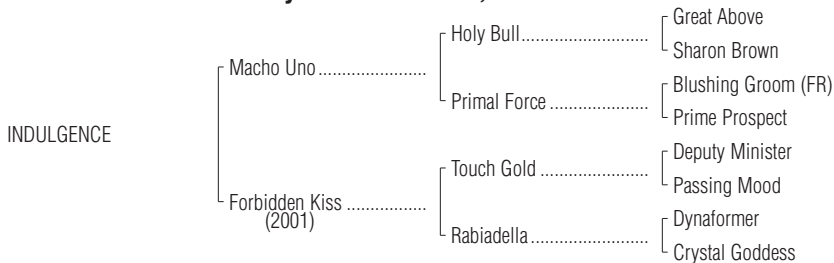 Great Above
Holy Bull.............................
Sharon Brown
Macho Uno.......................
Blushing Groom (FR)
Primal Force .....................
Prime Prospect
INDULGENCE
Deputy Minister
Touch Gold .......................
Passing Mood
Forbidden Kiss .................
(2001)
Dynaformer
Rabiadella.........................
Crystal Goddess